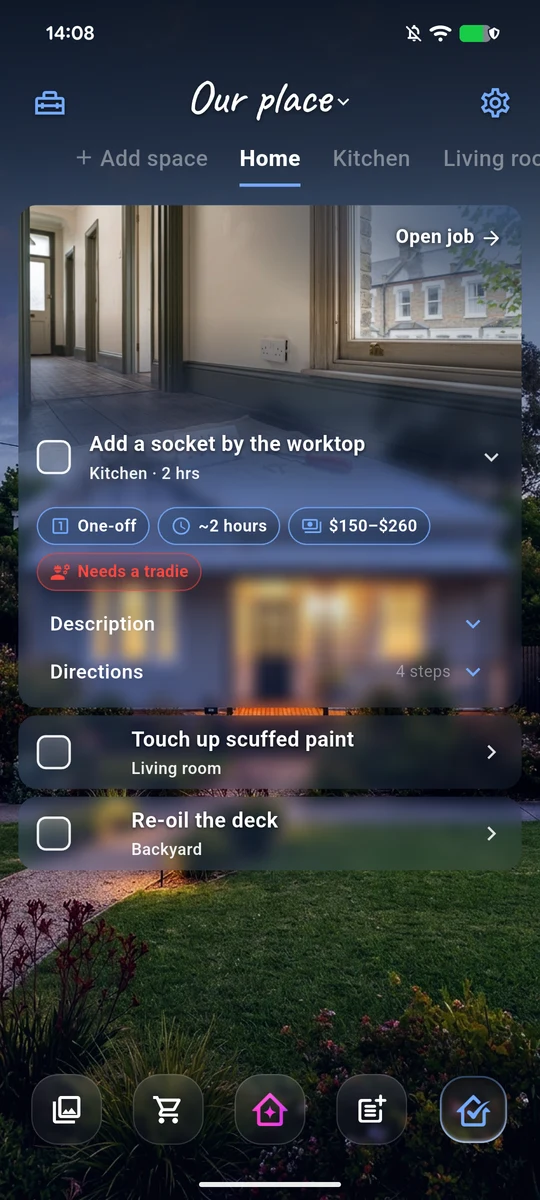 14:08
Our place
+ Add space
Home
Kitchen
Living roo
Open job →
Add a socket by the worktop
Kitchen · 2 hrs
One-off
~2 hours
$150–$260
Needs a tradie
Description
Directions
4 steps
Touch up scuffed paint
Living room
Re-oil the deck
Backyard